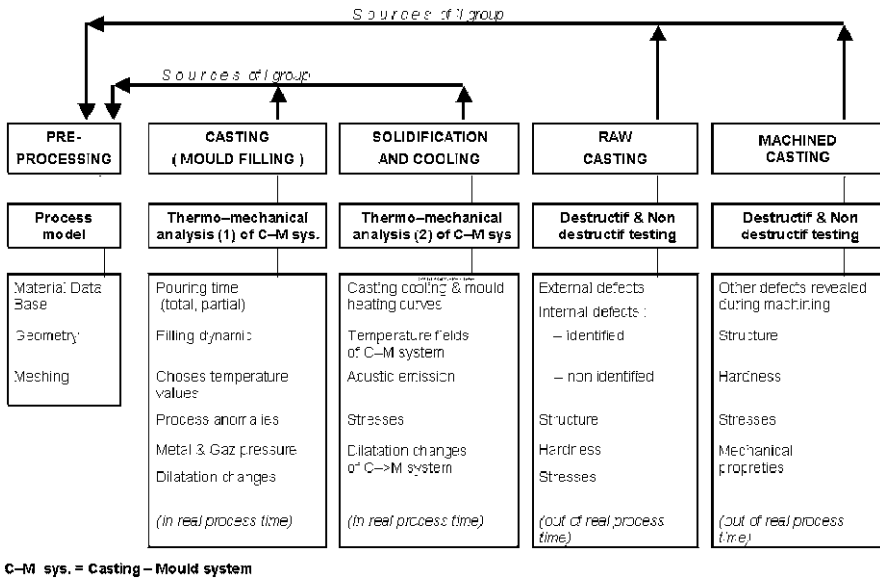 Sources of II group
Sources of I group
PRE-
PROCESSING
CASTING
( MOULD FILLING )
SOLIDIFICATION
AND COOLING
RAW
CASTING
MACHINED
CASTING
Process
model
Thermo–mechanical
analysis (1) of C–M sys.
Thermo–mechanical
analysis (2) of C–M sys
Destructif & Non
destructif testing
Destructif & Non
destructif testing
Material Data
Base
Geometry
Meshing
Pouring time
(total, partial)
Filling dynamic
Choses temperature
values
Process anomalies
Metal & Gaz pressure
Dilatation changes
(in real process time)
Casting cooling & mould
heating curves
Temperature fields
of C–M system
Acustic emission
Stresses
Dilatation changes
of C–>M system
(In real process time)
External defects
Internal defects :
– identified
– non identified
Structure
Hardness
Stresses
(out of real process
time)
Other defects revealed
during machining
Structure
Hardness
Stresses
Mechanical
propreties
(out of real process
time)
C–M sys. = Casting – Mould system